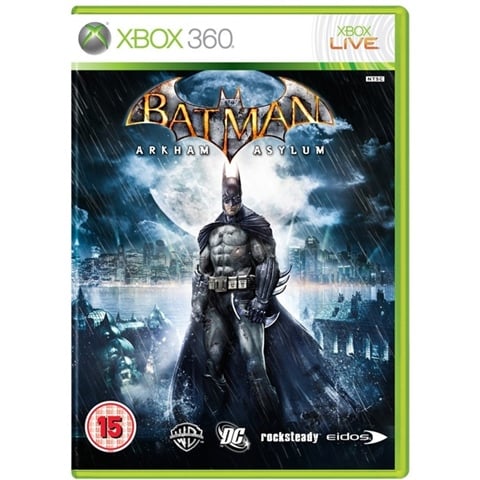 XBOX 360.
XBOX
LIVE
NTSC
BATMAN
ARKHAM ASYLUM
15
WB
DC
rocksteady
eidos